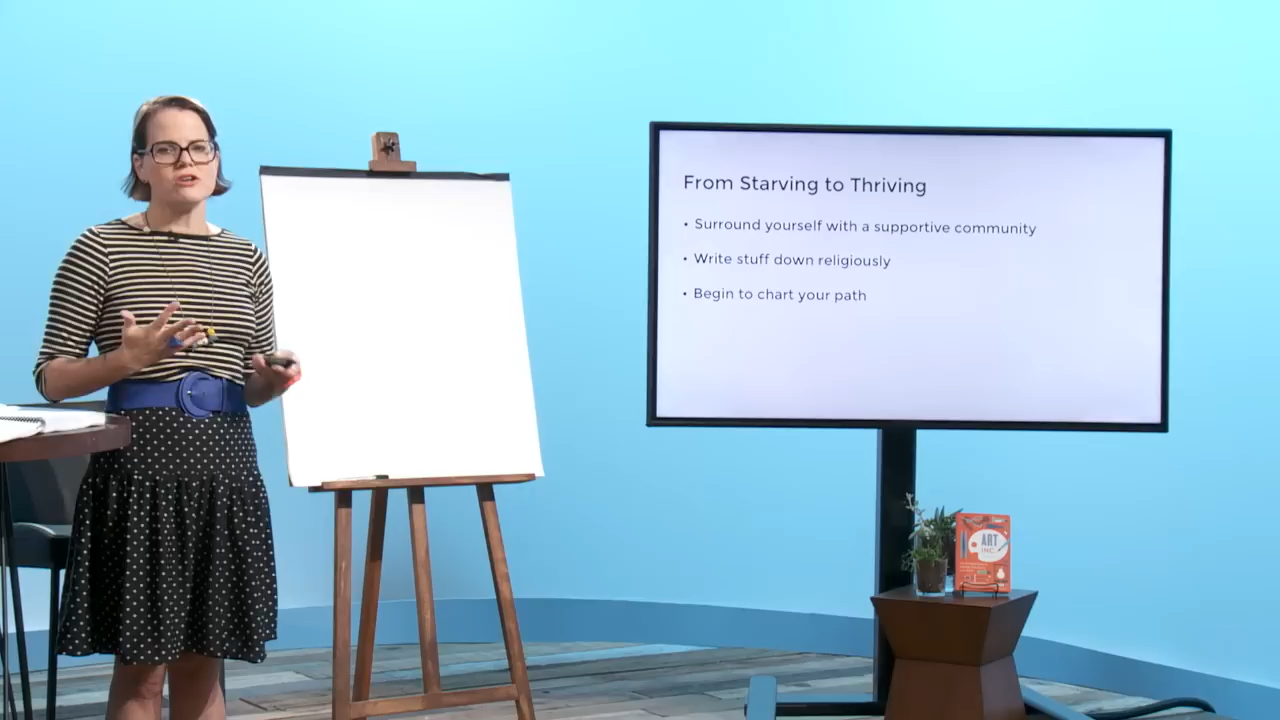 From Starving to Thriving
• Surround yourself with a supportive community
• Write stuff down religiously
• Begin to chart your path
ART
INC.